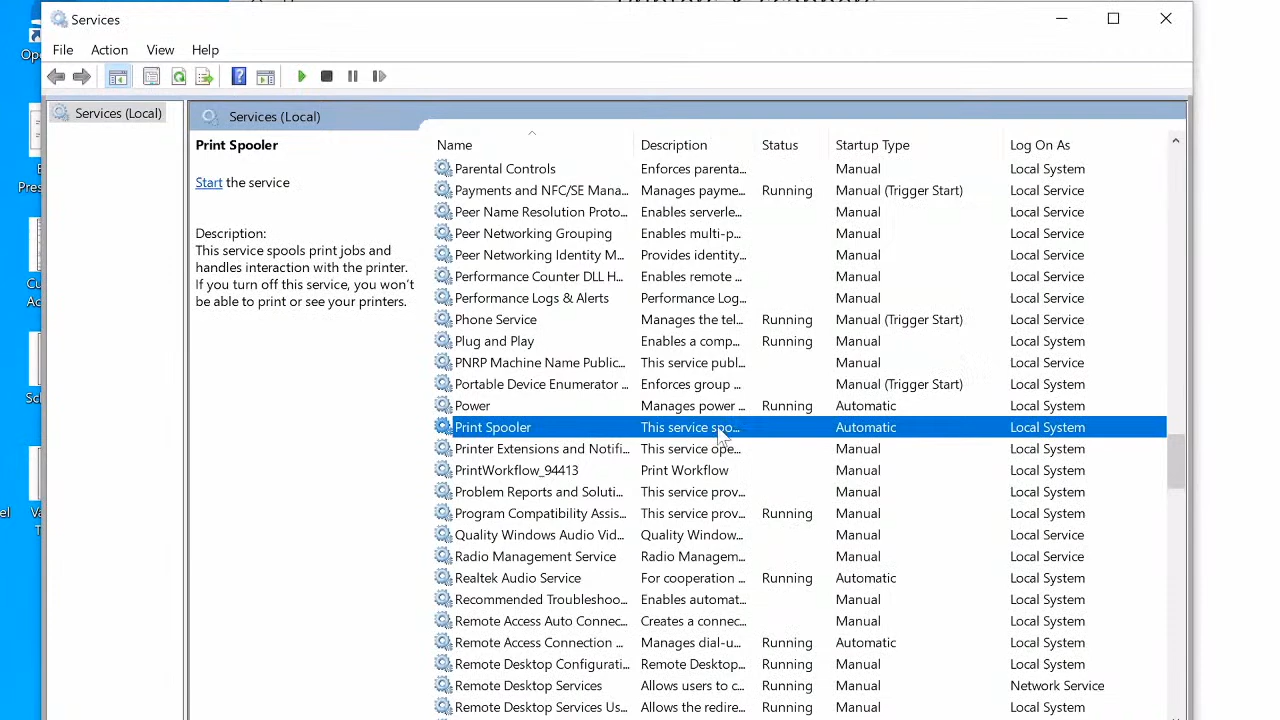 Services
File Action View Help
Services (Local)
Services (Local)
Print Spooler
Start the service
Description:
This service spools print jobs and
handles interaction with the printer.
If you turn off this service, you won't
be able to print or see your printers.
Name Description Status Startup Type Log On As
Parental Controls Enforces parenta... Manual Local System
Payments and NFC/SE Mana... Manages payme... Running Manual (Trigger Start) Local Service
Peer Name Resolution Proto... Enables serverle... Manual Local Service
Peer Networking Grouping Enables multi-p... Manual Local Service
Peer Networking Identity M... Provides identity... Manual Local Service
Performance Counter DLL H... Enables remote ... Manual Local Service
Performance Logs & Alerts Performance Log... Manual Local Service
Phone Service Manages the tel... Running Manual (Trigger Start) Local Service
Plug and Play Enables a comp... Running Manual Local System
PNRP Machine Name Public... This service publ... Manual Local Service
Portable Device Enumerator ... Enforces group ... Manual (Trigger Start) Local System
Power Manages power ... Running Automatic Local System
Print Spooler This service spo... Automatic Local System
Printer Extensions and Notifi... This service ope... Manual Local System
PrintWorkflow_94413 Print Workflow Manual Local System
Problem Reports and Soluti... This service prov... Manual Local System
Program Compatibility Assis... This service prov... Running Manual Local System
Quality Windows Audio Vid... Quality Window... Manual Local Service
Radio Management Service Radio Managem... Manual Local Service
Realtek Audio Service For cooperation ... Running Automatic Local System
Recommended Troubleshoo... Enables automat... Manual Local System
Remote Access Auto Connec... Creates a connec... Manual Local System
Remote Access Connection ... Manages dial-u... Running Automatic Local System
Remote Desktop Configurati... Remote Desktop... Running Manual Local System
Remote Desktop Services Allows users to c... Running Manual Network Service
Remote Desktop Services Us... Allows the redire... Running Manual Local System